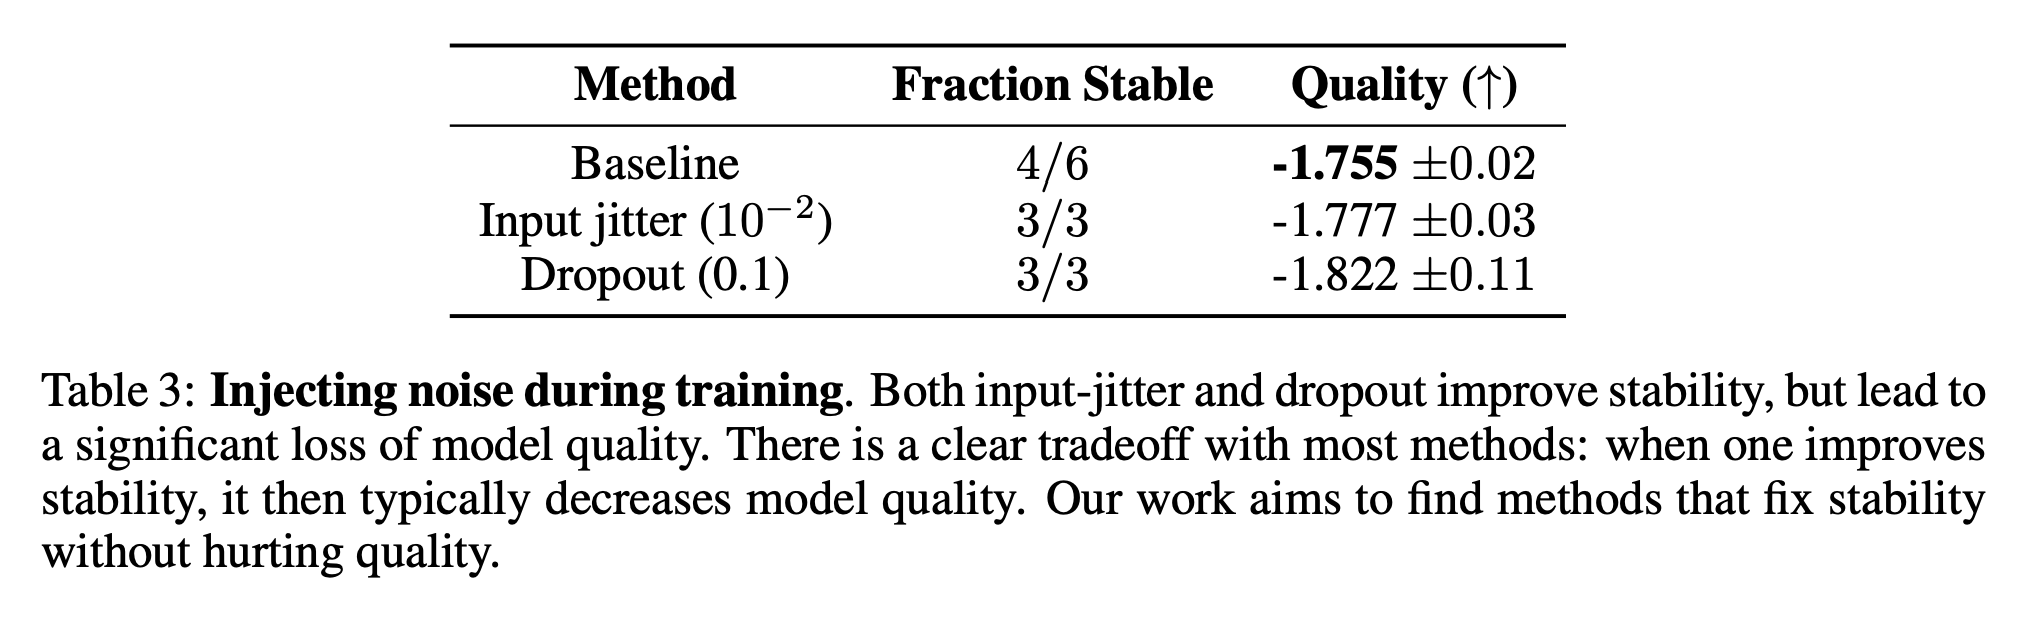 Method Fraction Stable Quality (↑)
Baseline 4/6 -1.755 ±0.02
Input jitter (10⁻²) 3/3 -1.777 ±0.03
Dropout (0.1) 3/3 -1.822 ±0.11
Table 3: Injecting noise during training. Both input-jitter and dropout improve stability, but lead to
a significant loss of model quality. There is a clear tradeoff with most methods: when one improves
stability, it then typically decreases model quality. Our work aims to find methods that fix stability
without hurting quality.